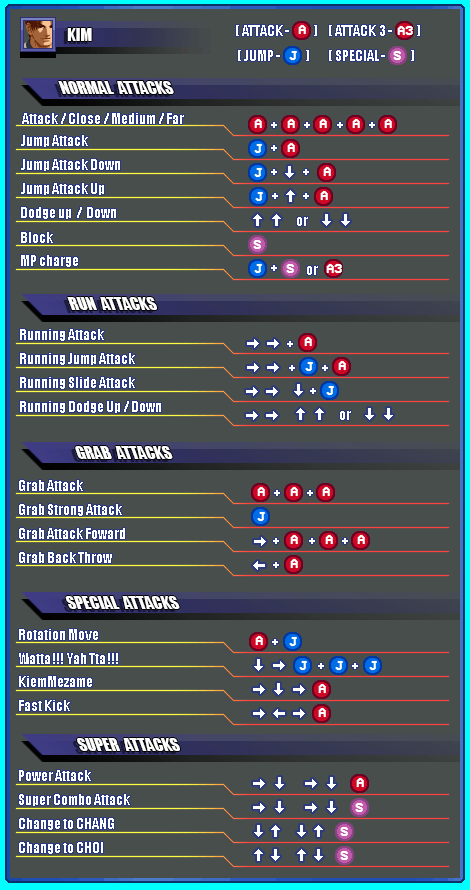 KIM
[ ATTACK - A ] [ ATTACK 3 - A3 ]
[ JUMP - J ] [ SPECIAL - S ]
NORMAL ATTACKS
Attack / Close / Medium / Far A + A + A + A + A
Jump Attack J + A
Jump Attack Down J + ↓ + A
Jump Attack Up J + ↑ + A
Dodge up / Down ↑ ↑ or ↓ ↓
Block S
MP charge J + S or A3
RUN ATTACKS
Running Attack → → + A
Running Jump Attack → → + J + A
Running Slide Attack → → ↓ + J
Running Dodge Up / Down → → ↑ ↑ or ↓ ↓
GRAB ATTACKS
Grab Attack A + A + A
Grab Strong Attack J
Grab Attack Foward → + A + A + A
Grab Back Throw ← + A
SPECIAL ATTACKS
Rotation Move A + J
Watta!!! Yah Tta!!! ↓ → J + J + J
KiemMezame → ↓ → A
Fast Kick → ← → A
SUPER ATTACKS
Power Attack → ↓ → ↓ A
Super Combo Attack → ↓ → ↓ S
Change to CHANG ↓ ↑ ↓ ↑ S
Change to CHOI ↑ ↓ ↑ ↓ S